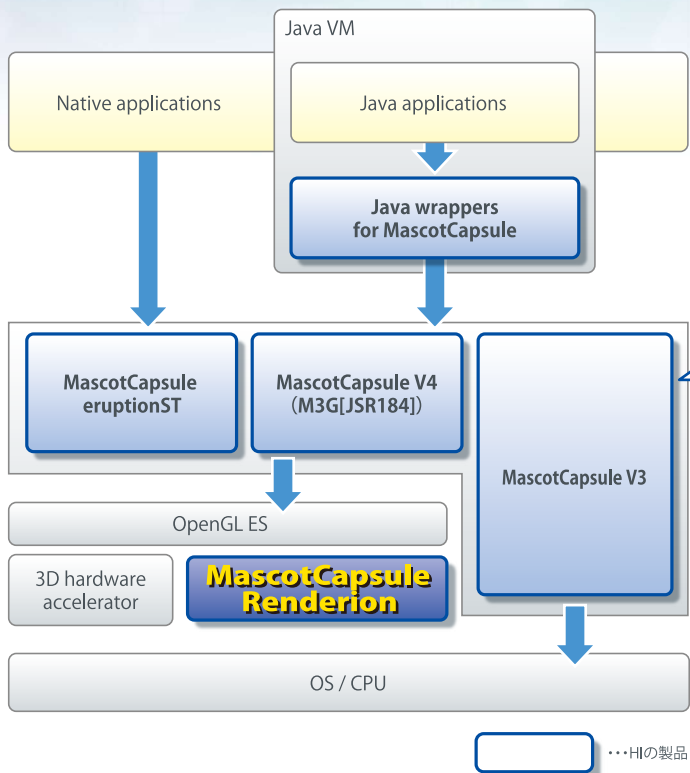 Java VM
Native applications
Java applications
Java wrappers
for MascotCapsule
MascotCapsule
eruptionST
MascotCapsule V4
（M3G[JSR184]）
MascotCapsule V3
OpenGL ES
3D hardware
accelerator
MascotCapsule
Renderion
OS / CPU
･･･HIの製品